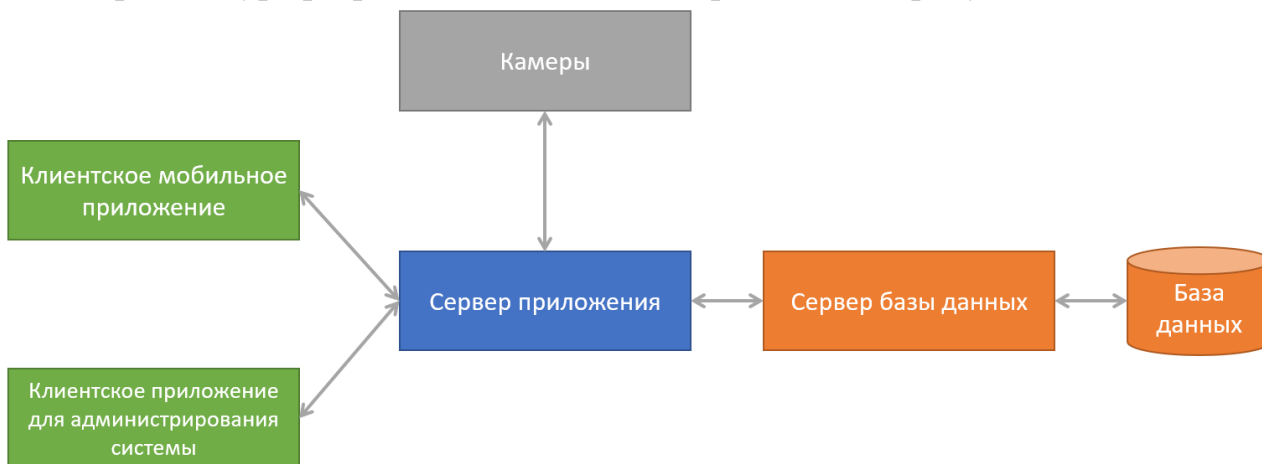 Камеры
Клиентское мобильное
приложение
Сервер приложения
Сервер базы данных
База
данных
Клиентское приложение
для администрирования
системы